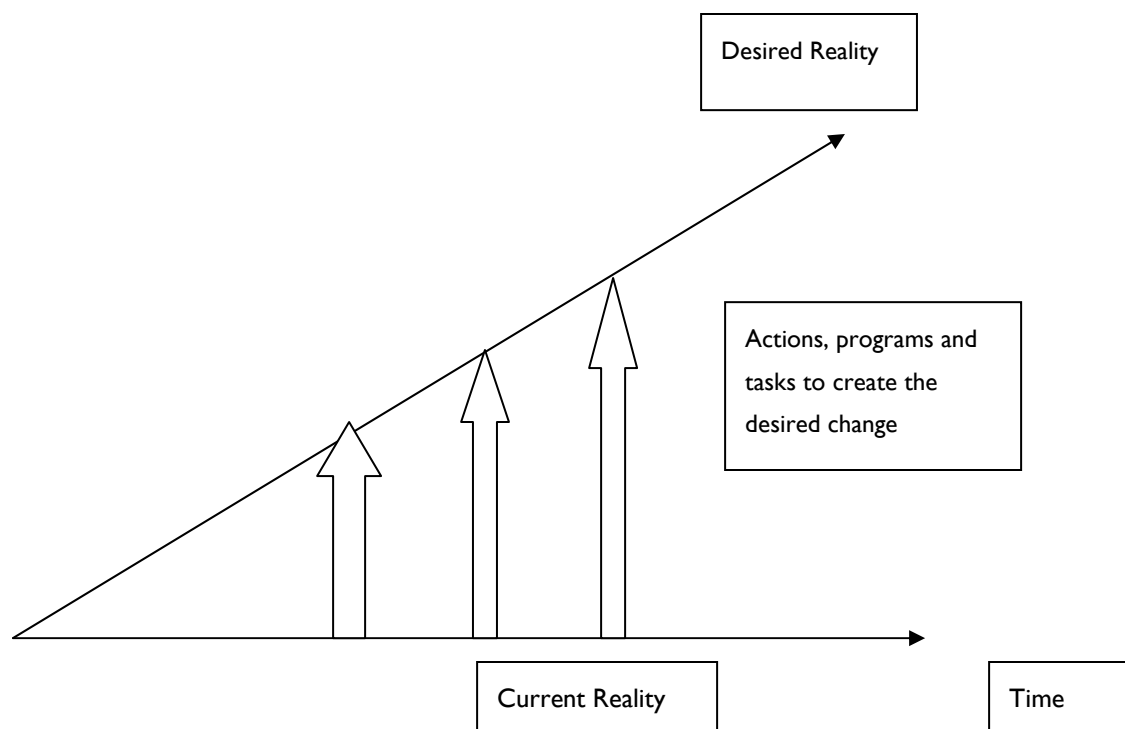 Desired Reality
Actions, programs and
tasks to create the
desired change
Current Reality
Time